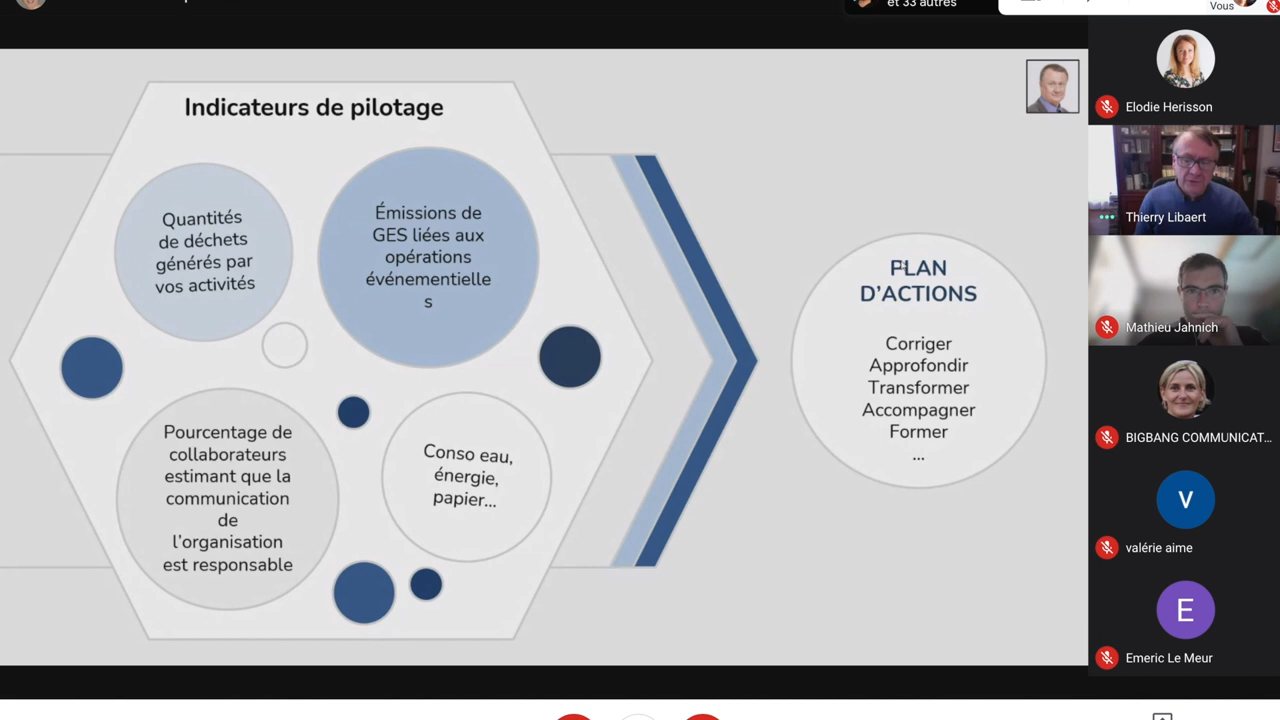 et 33 autres
Vous
Indicateurs de pilotage
Quantités
de déchets
générés par
vos activités
Émissions de
GES liées aux
opérations
événementielle
s
Pourcentage de
collaborateurs
estimant que la
communication
de
l'organisation
est responsable
Conso eau,
énergie,
papier...
PLAN
D'ACTIONS
Corriger
Approfondir
Transformer
Accompagner
Former
...
Elodie Herisson
Thierry Libaert
Mathieu Jahnich
BIGBANG COMMUNICAT...
V
valérie aime
E
Emeric Le Meur